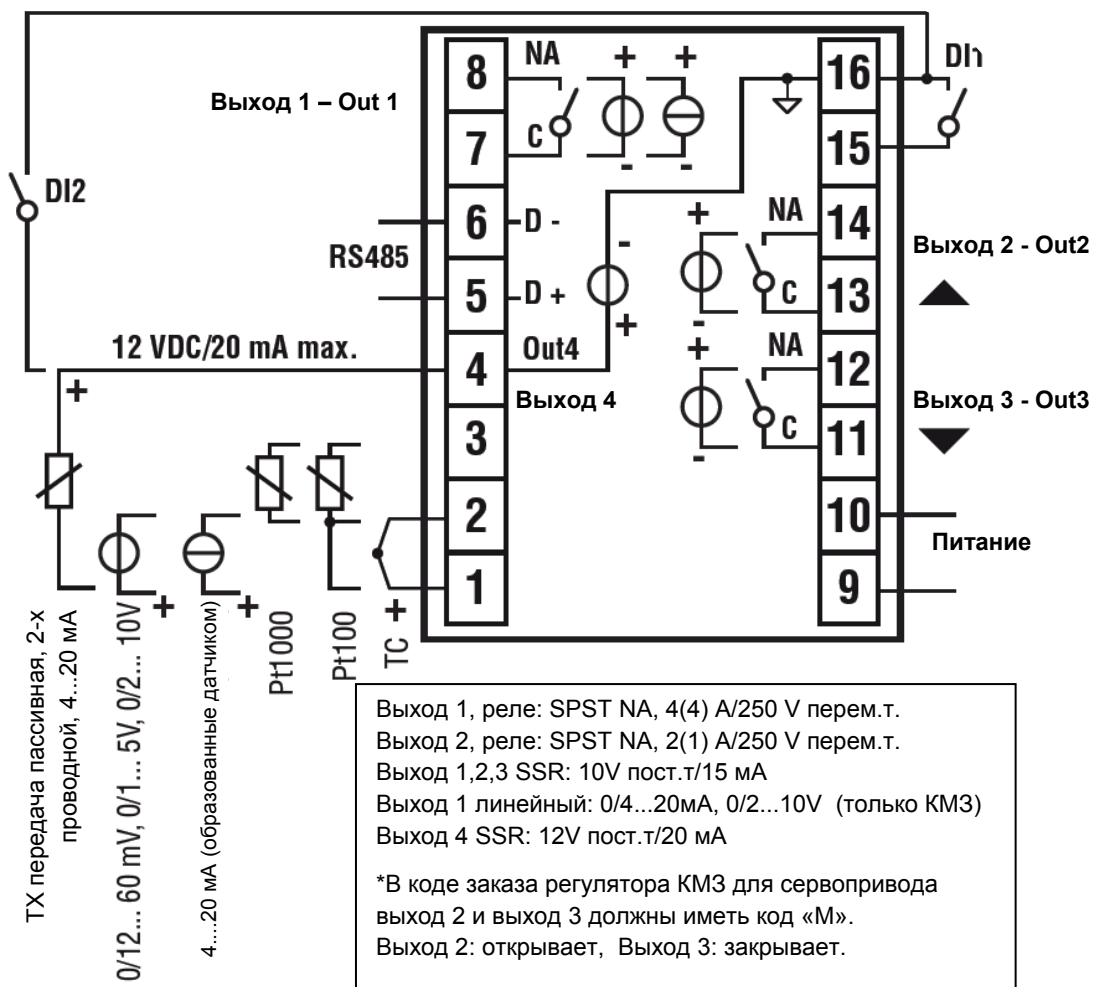 8
NA
+
+
16
DI1
Выход 1 – Out 1
7
C
-
-
15
DI2
6
D -
-
+
NA
14
Выход 2 - Out2
RS485
5
D +
+
-
C
13
12 VDC/20 mA max.
4
Out4
+
NA
12
Выход 4
Выход 3 - Out3
+
3
-
C
11
2
10
Питание
1
9
TX передача пассивная, 2-х
проводной, 4...20 мА
0/12... 60 mV, 0/1... 5V, 0/2... 10V
+
4....20 мА (образованные датчиком)
+
Pt1000
Pt100
TC
+
Выход 1, реле: SPST NA, 4(4) A/250 V перем.т.
Выход 2, реле: SPST NA, 2(1) A/250 V перем.т.
Выход 1,2,3 SSR: 10V пост.т/15 мА
Выход 1 линейный: 0/4...20мА, 0/2...10V (только КМ3)
Выход 4 SSR: 12V пост.т/20 мА
*В коде заказа регулятора КМ3 для сервопривода
выход 2 и выход 3 должны иметь код «М».
Выход 2: открывает, Выход 3: закрывает.